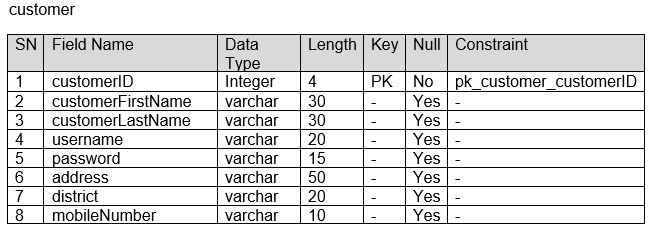 customer
SN Field Name Data Type Length Key Null Constraint
1 customerID Integer 4 PK No pk_customer_customerID
2 customerFirstName varchar 30 - Yes -
3 customerLastName varchar 30 - Yes -
4 username varchar 20 - Yes -
5 password varchar 15 - Yes -
6 address varchar 50 - Yes -
7 district varchar 20 - Yes -
8 mobileNumber varchar 10 - Yes -